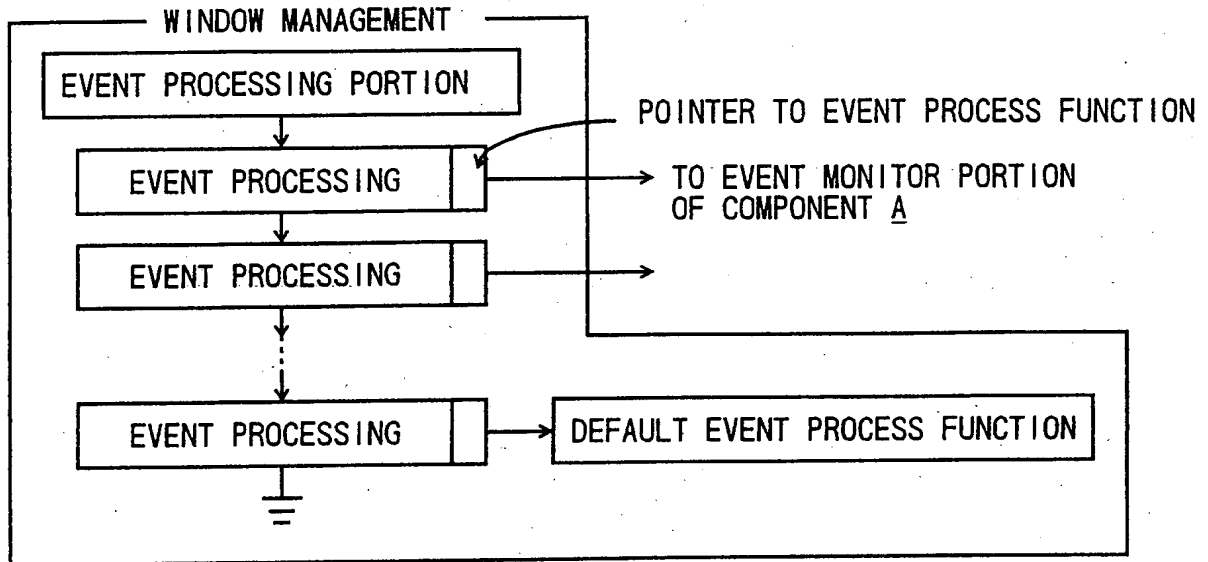 WINDOW MANAGEMENT
EVENT PROCESSING PORTION
POINTER TO EVENT PROCESS FUNCTION
EVENT PROCESSING
TO EVENT MONITOR PORTION
OF COMPONENT A
EVENT PROCESSING
EVENT PROCESSING
DEFAULT EVENT PROCESS FUNCTION